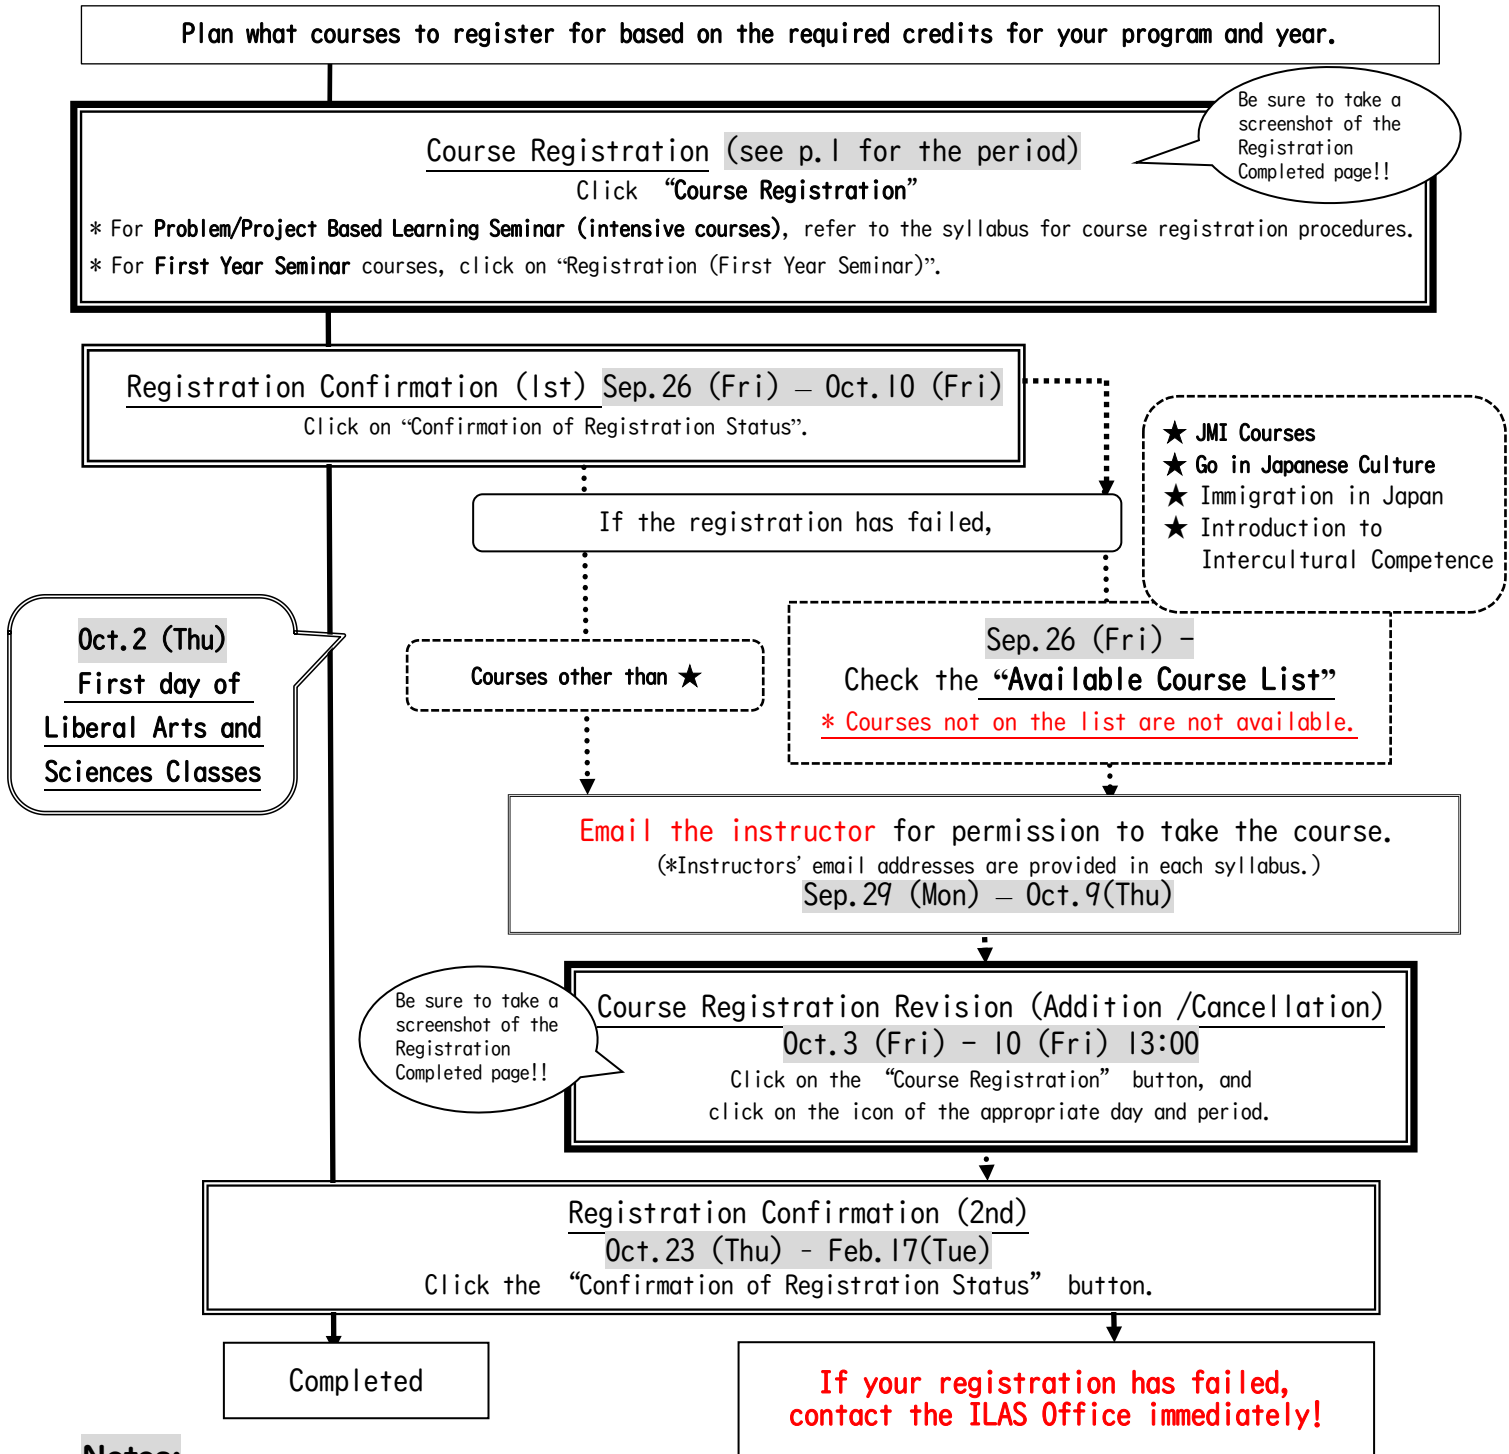 Plan what courses to register for based on the required credits for your program and year.
Be sure to take a
screenshot of the
Registration
Completed page!!
Course Registration (see p.1 for the period)
Click “Course Registration”
* For Problem/Project Based Learning Seminar (intensive courses), refer to the syllabus for course registration procedures.
* For First Year Seminar courses, click on “Registration (First Year Seminar)”.
Registration Confirmation (1st) Sep.26 (Fri) – Oct.10 (Fri)
Click on “Confirmation of Registration Status”.
★ JMI Courses
★ Go in Japanese Culture
★ Immigration in Japan
★ Introduction to
Intercultural Competence
If the registration has failed,
Oct.2 (Thu)
First day of
Liberal Arts and
Sciences Classes
Courses other than ★
Sep.26 (Fri) -
Check the “Available Course List”
* Courses not on the list are not available.
Email the instructor for permission to take the course.
(*Instructors’ email addresses are provided in each syllabus.)
Sep.29 (Mon) – Oct.9(Thu)
Be sure to take a
screenshot of the
Registration
Completed page!!
Course Registration Revision (Addition /Cancellation)
Oct.3 (Fri) - 10 (Fri) 13:00
Click on the “Course Registration” button, and
click on the icon of the appropriate day and period.
Registration Confirmation (2nd)
Oct.23 (Thu) – Feb.17(Tue)
Click the “Confirmation of Registration Status” button.
Completed
If your registration has failed,
contact the ILAS Office immediately!
Notes: